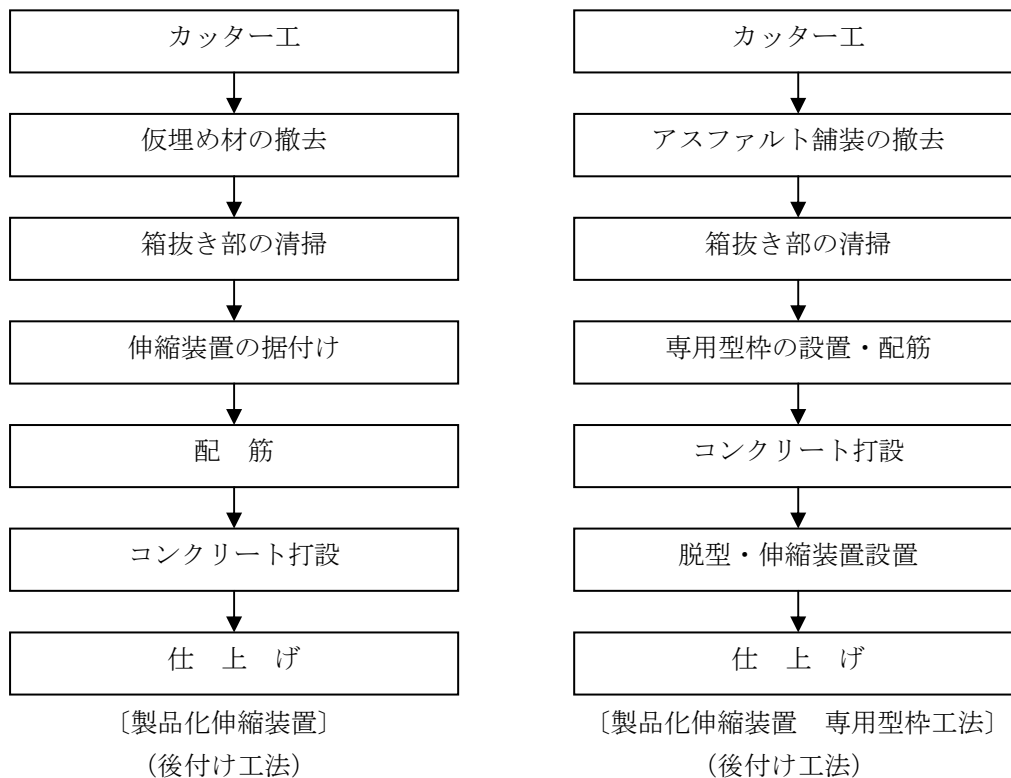 カッター工
仮埋め材の撤去
箱抜き部の清掃
伸縮装置の据付け
配　筋
コンクリート打設
仕　上　げ
〔製品化伸縮装置〕
（後付け工法）
カッター工
アスファルト舗装の撤去
箱抜き部の清掃
専用型枠の設置・配筋
コンクリート打設
脱型・伸縮装置設置
仕　上　げ
〔製品化伸縮装置　専用型枠工法〕
（後付け工法）